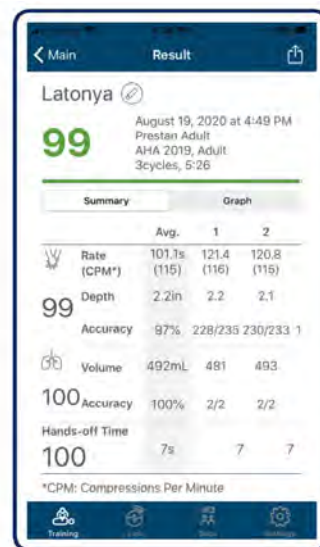 Main Result
Latonya
99
August 19, 2020 at 4:49 PM
Prestan Adult
AHA 2019, Adult
3cycles, 5:26
Summary Graph
Avg. 1 2
Rate (CPM*) 101.1s (115) 121.4 (116) 120.8 (115)
99
Depth 2.2in 2.2 2.1
Accuracy 97% 228/235 230/233 1
Volume 492mL 491 493
100 Accuracy 100% 2/2 2/2
Hands-off Time
100 7s 7 7
*CPM: Compressions Per Minute
Training